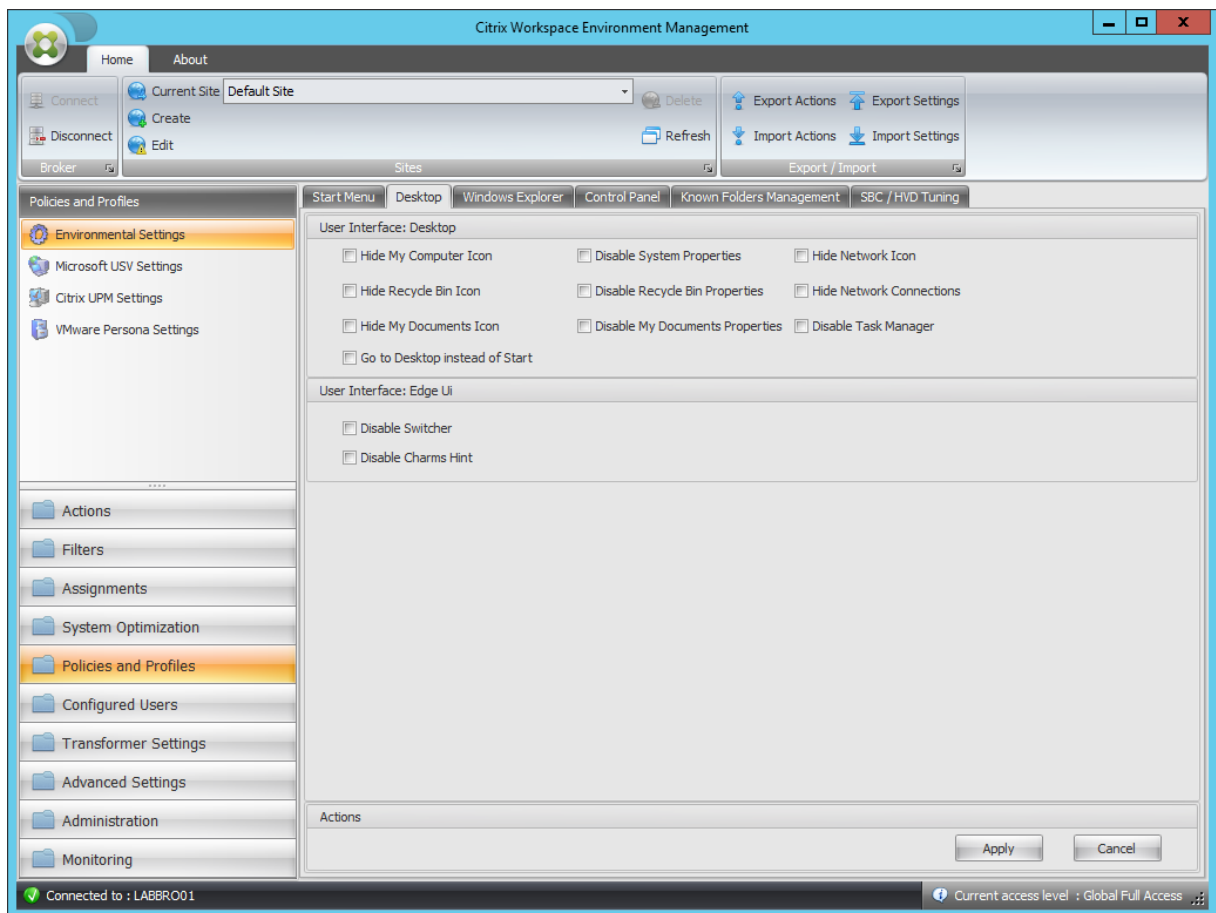 Citrix Workspace Environment Management
Home About
Connect
Disconnect
Broker
Current Site Default Site
Create
Edit
Delete
Refresh
Sites
Export Actions Export Settings
Import Actions Import Settings
Export / Import
Policies and Profiles
Environmental Settings
Microsoft USV Settings
Citrix UPM Settings
VMware Persona Settings
Actions
Filters
Assignments
System Optimization
Policies and Profiles
Configured Users
Transformer Settings
Advanced Settings
Administration
Monitoring
Start Menu Desktop Windows Explorer Control Panel Known Folders Management SBC / HVD Tuning
User Interface: Desktop
Hide My Computer Icon Disable System Properties Hide Network Icon
Hide Recycle Bin Icon Disable Recycle Bin Properties Hide Network Connections
Hide My Documents Icon Disable My Documents Properties Disable Task Manager
Go to Desktop instead of Start
User Interface: Edge Ui
Disable Switcher
Disable Charms Hint
Actions
Apply Cancel
Connected to : LABBRO01
Current access level : Global Full Access